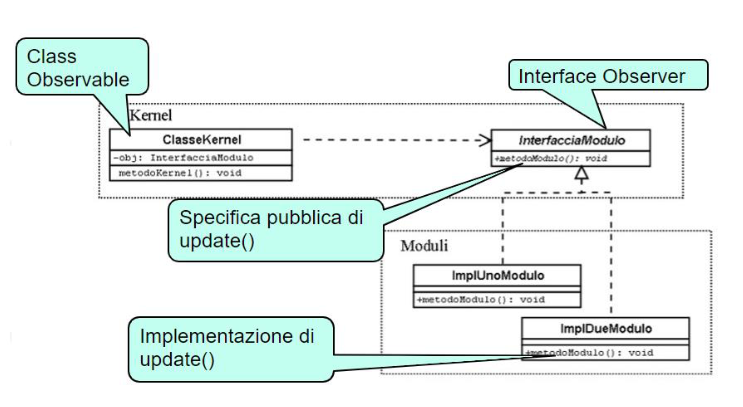 Class
Observable
Interface Observer
Kernel
ClasseKernel
-obj: InterfacciaModulo
metodoKernel(): void
InterfacciaModulo
+metodoModulo(): void
Specifica pubblica di
update()
Moduli
ImplUnoModulo
+metodoModulo(): void
ImplDueModulo
+metodoModulo(): void
Implementazione di
update()